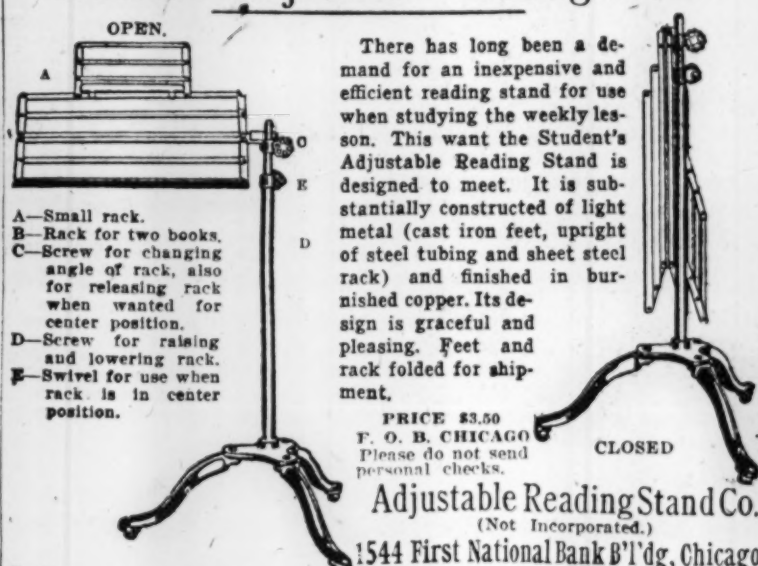 OPEN.
A
C
E
D
A—Small rack.
B—Rack for two books.
C—Screw for changing
angle of rack, also
for releasing rack
when wanted for
center position.
D—Screw for raising
and lowering rack.
E—Swivel for use when
rack is in center
position.
There has long been a de-
mand for an inexpensive and
efficient reading stand for use
when studying the weekly les-
son. This want the Student's
Adjustable Reading Stand is
designed to meet. It is sub-
stantially constructed of light
metal (cast iron feet, upright
of steel tubing and sheet steel
rack) and finished in bur-
nished copper. Its de-
sign is graceful and
pleasing. Feet and
rack folded for ship-
ment.
PRICE $3.50
F. O. B. CHICAGO
Please do not send
personal checks.
CLOSED
Adjustable Reading Stand Co.
(Not Incorporated.)
1544 First National Bank B'l'dg, Chicago